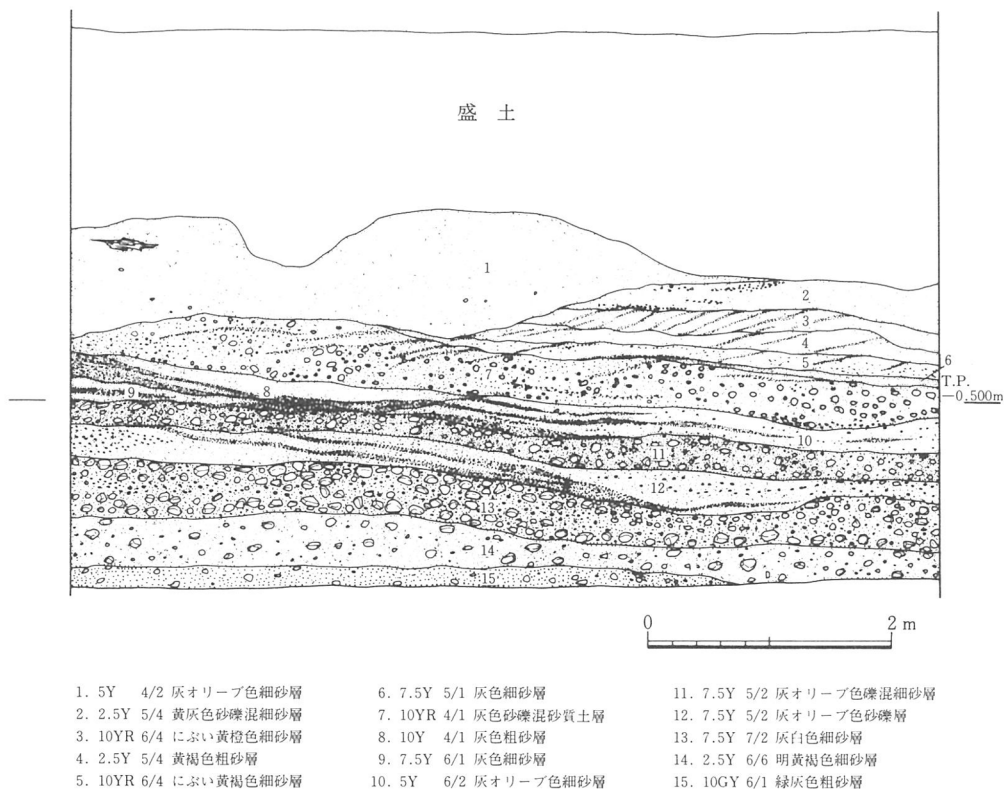 盛 土
1
2
3
4
5
6
7
T.P.
8
9
-0.500m
10
11
12
13
14
15
0 2 m
1. 5Y 4/2 灰オリーブ色細砂層
2. 2.5Y 5/4 黄灰色砂礫混細砂層
3. 10YR 6/4 にぶい黄橙色細砂層
4. 2.5Y 5/4 黄褐色粗砂層
5. 10YR 6/4 にぶい黄褐色細砂層
6. 7.5Y 5/1 灰色細砂層
7. 10YR 4/1 灰色砂礫混砂質土層
8. 10Y 4/1 灰色粗砂層
9. 7.5Y 6/1 灰色細砂層
10. 5Y 6/2 灰オリーブ色細砂層
11. 7.5Y 5/2 灰オリーブ色礫混細砂層
12. 7.5Y 5/2 灰オリーブ色砂礫層
13. 7.5Y 7/2 灰白色細砂層
14. 2.5Y 6/6 明黄褐色細砂層
15. 10GY 6/1 緑灰色粗砂層